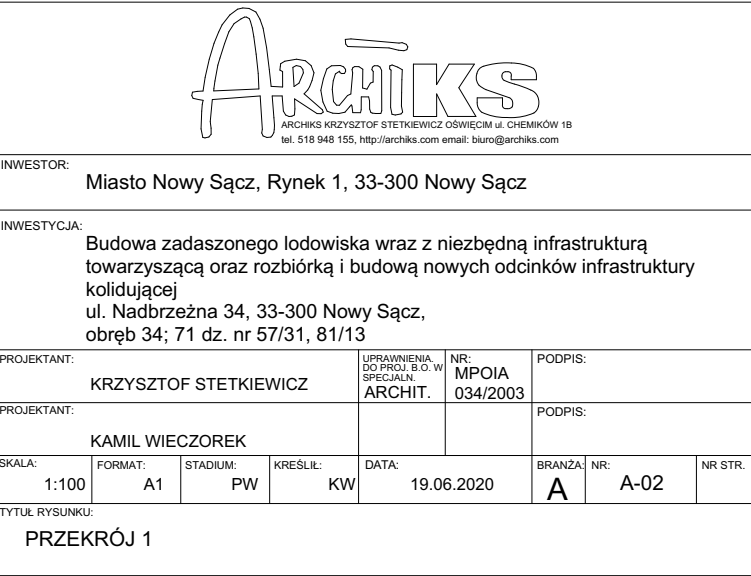 ARCHIKS
ARCHIKS KRZYSZTOF STETKIEWICZ OŚWIĘCIM ul. CHEMIKÓW 1B
tel. 518 948 155, http://archiks.com email: biuro@archiks.com
INWESTOR:
Miasto Nowy Sącz, Rynek 1, 33-300 Nowy Sącz
INWESTYCJA:
Budowa zadaszonego lodowiska wraz z niezbędną infrastrukturą
towarzyszącą oraz rozbiórką i budową nowych odcinków infrastruktury
kolidującej
ul. Nadbrzeżna 34, 33-300 Nowy Sącz,
obręb 34; 71 dz. nr 57/31, 81/13
PROJEKTANT:
KRZYSZTOF STETKIEWICZ
UPRAWNIENIA.
DO PROJ. B.O. W
SPECJALN.
ARCHIT.
NR:
MPOIA
034/2003
PODPIS:
PROJEKTANT:
KAMIL WIECZOREK
PODPIS:
SKALA:
1:100
FORMAT:
A1
STADIUM:
PW
KREŚLIŁ:
KW
DATA:
19.06.2020
BRANŻA:
A
NR:
A-02
NR STR.
TYTUŁ RYSUNKU:
PRZEKRÓJ 1